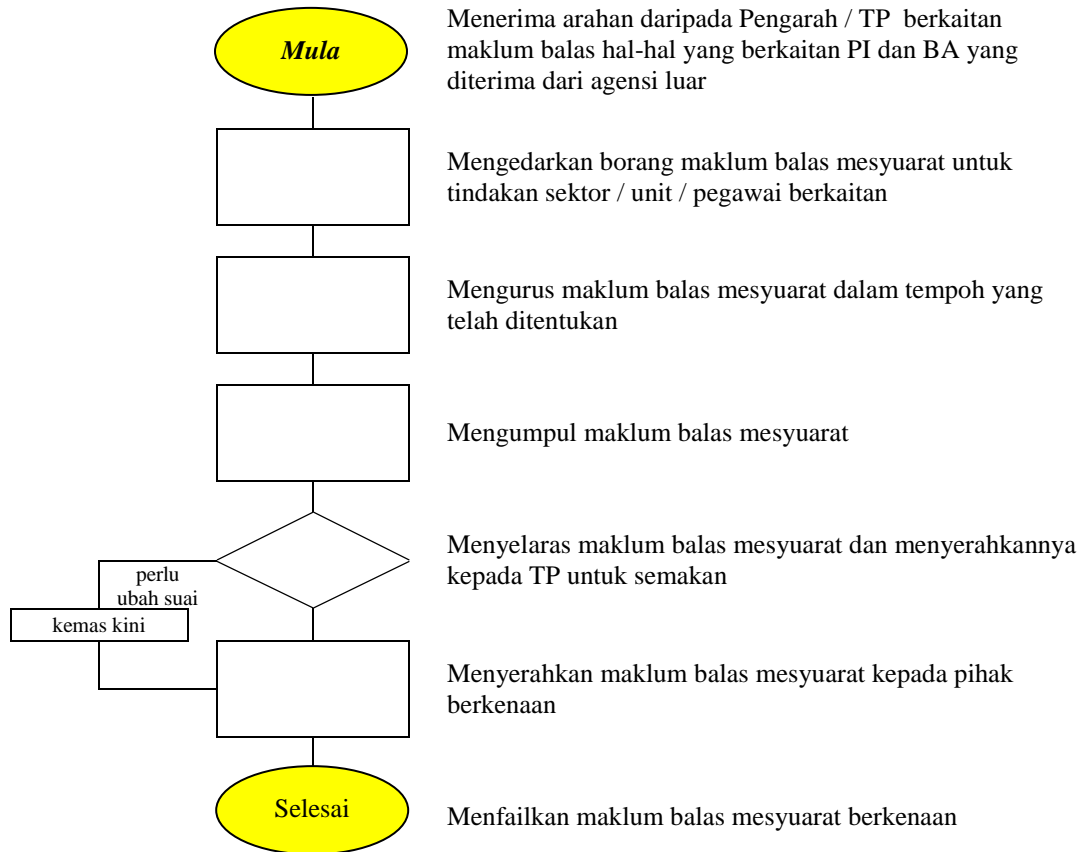 Mula
Menerima arahan daripada Pengarah / TP  berkaitan
maklum balas hal-hal yang berkaitan PI dan BA yang
diterima dari agensi luar
Mengedarkan borang maklum balas mesyuarat untuk
tindakan sektor / unit / pegawai berkaitan
Mengurus maklum balas mesyuarat dalam tempoh yang
telah ditentukan
Mengumpul maklum balas mesyuarat
Menyelaras maklum balas mesyuarat dan menyerahkannya
kepada TP untuk semakan
perlu
ubah suai
kemas kini
Menyerahkan maklum balas mesyuarat kepada pihak
berkenaan
Selesai
Menfailkan maklum balas mesyuarat berkenaan